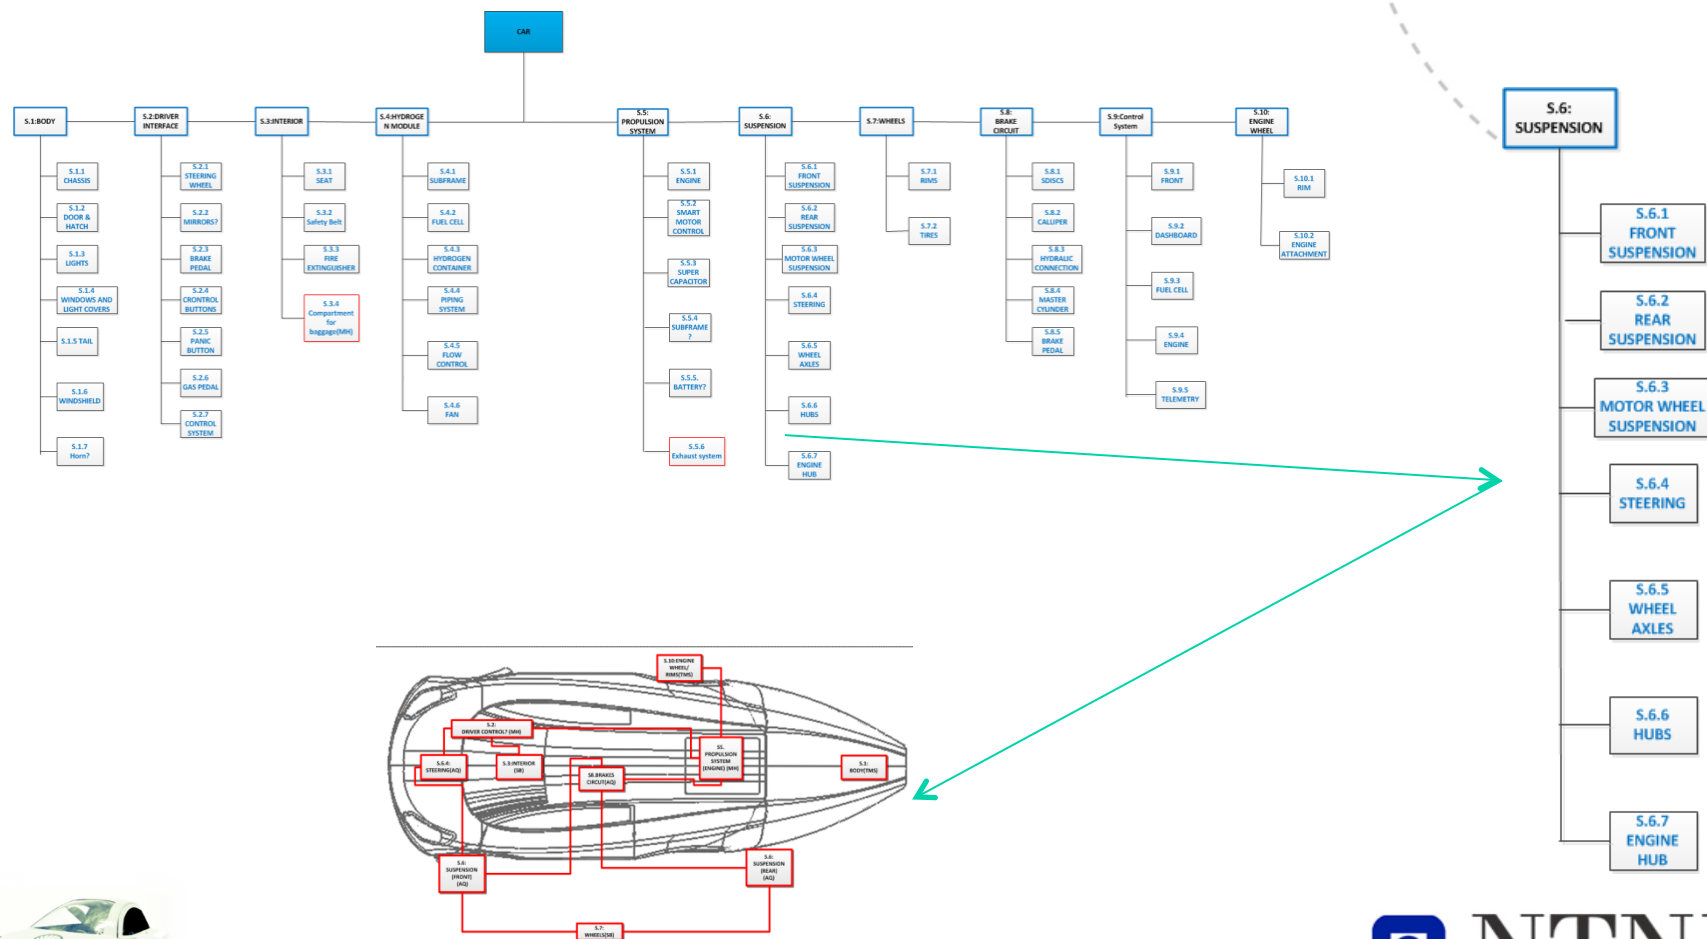 CAR
S.1:BODY
S.2:DRIVER
INTERFACE
S.3:INTERIOR
S.4:HYDROGE
N MODULE
S.5:
PROPULSION
SYSTEM
S.6:
SUSPENSION
S.7:WHEELS
S.8:
BRAKE
CIRCUIT
S.9:Control
System
S.10:
ENGINE
WHEEL
S.1.1
CHASSIS
S.1.2
DOOR &
HATCH
S.1.3
LIGHTS
S.1.4
WINDOWS AND
LIGHT COVERS
S.1.5 TAIL
S.1.6
WINDSHIELD
S.1.7
Horn?
S.2.1
STEERING
WHEEL
S.2.2
MIRRORS?
S.2.3
BRAKE
PEDAL
S.2.4
CRONTROL
BUTTONS
S.2.5
PANIC
BUTTON
S.2.6
GAS PEDAL
S.2.7
CONTROL
SYSTEM
S.3.1
SEAT
S.3.2
Safety Belt
S.3.3
FIRE
EXTINGUISHER
S.3.4
Compartment
for
baggage(MH)
S.4.1
SUBFRAME
S.4.2
FUEL CELL
S.4.3
HYDROGEN
CONTAINER
S.4.4
PIPING
SYSTEM
S.4.5
FLOW
CONTROL
S.4.6
FAN
S.5.1
ENGINE
S.5.2
SMART
MOTOR
CONTROL
S.5.3
SUPER
CAPACITOR
S.5.4
SUBFRAME
?
S.5.5.
BATTERY?
S.5.6
Exhaust system
S.6.1
FRONT
SUSPENSION
S.6.2
REAR
SUSPENSION
S.6.3
MOTOR WHEEL
SUSPENSION
S.6.4
STEERING
S.6.5
WHEEL
AXLES
S.6.6
HUBS
S.6.7
ENGINE
HUB
S.7.1
RIMS
S.7.2
TIRES
S.8.1
SDISCS
S.8.2
CALLIPER
S.8.3
HYDRALIC
CONNECTION
S.8.4
MASTER
CYLINDER
S.8.5
BRAKE
PEDAL
S.9.1
FRONT
S.9.2
DASHBOARD
S.9.3
FUEL CELL
S.9.4
ENGINE
S.9.5
TELEMETRY
S.10.1
RIM
S.10.2
ENGINE
ATTACHMENT
S.6:
SUSPENSION
S.6.1
FRONT
SUSPENSION
S.6.2
REAR
SUSPENSION
S.6.3
MOTOR WHEEL
SUSPENSION
S.6.4
STEERING
S.6.5
WHEEL
AXLES
S.6.6
HUBS
S.6.7
ENGINE
HUB
S.10:ENGINE
WHEEL/
RIMS(TMS)
S.2:
DRIVER CONTROL? (MH)
S.6.4:
STEERING(AQ)
S.3:INTERIOR
(SB)
S8.BRAKES
CIRCUT(AQ)
S5.
PROPULSION
SYSTEM
(ENGINE) (MH)
S.1:
BODY(TMS)
S.6:
SUSPENSION
(FRONT)
(AQ)
S.6:
SUSPENSION
(REAR)
(AQ)
S.7:
WHEELS(SB)